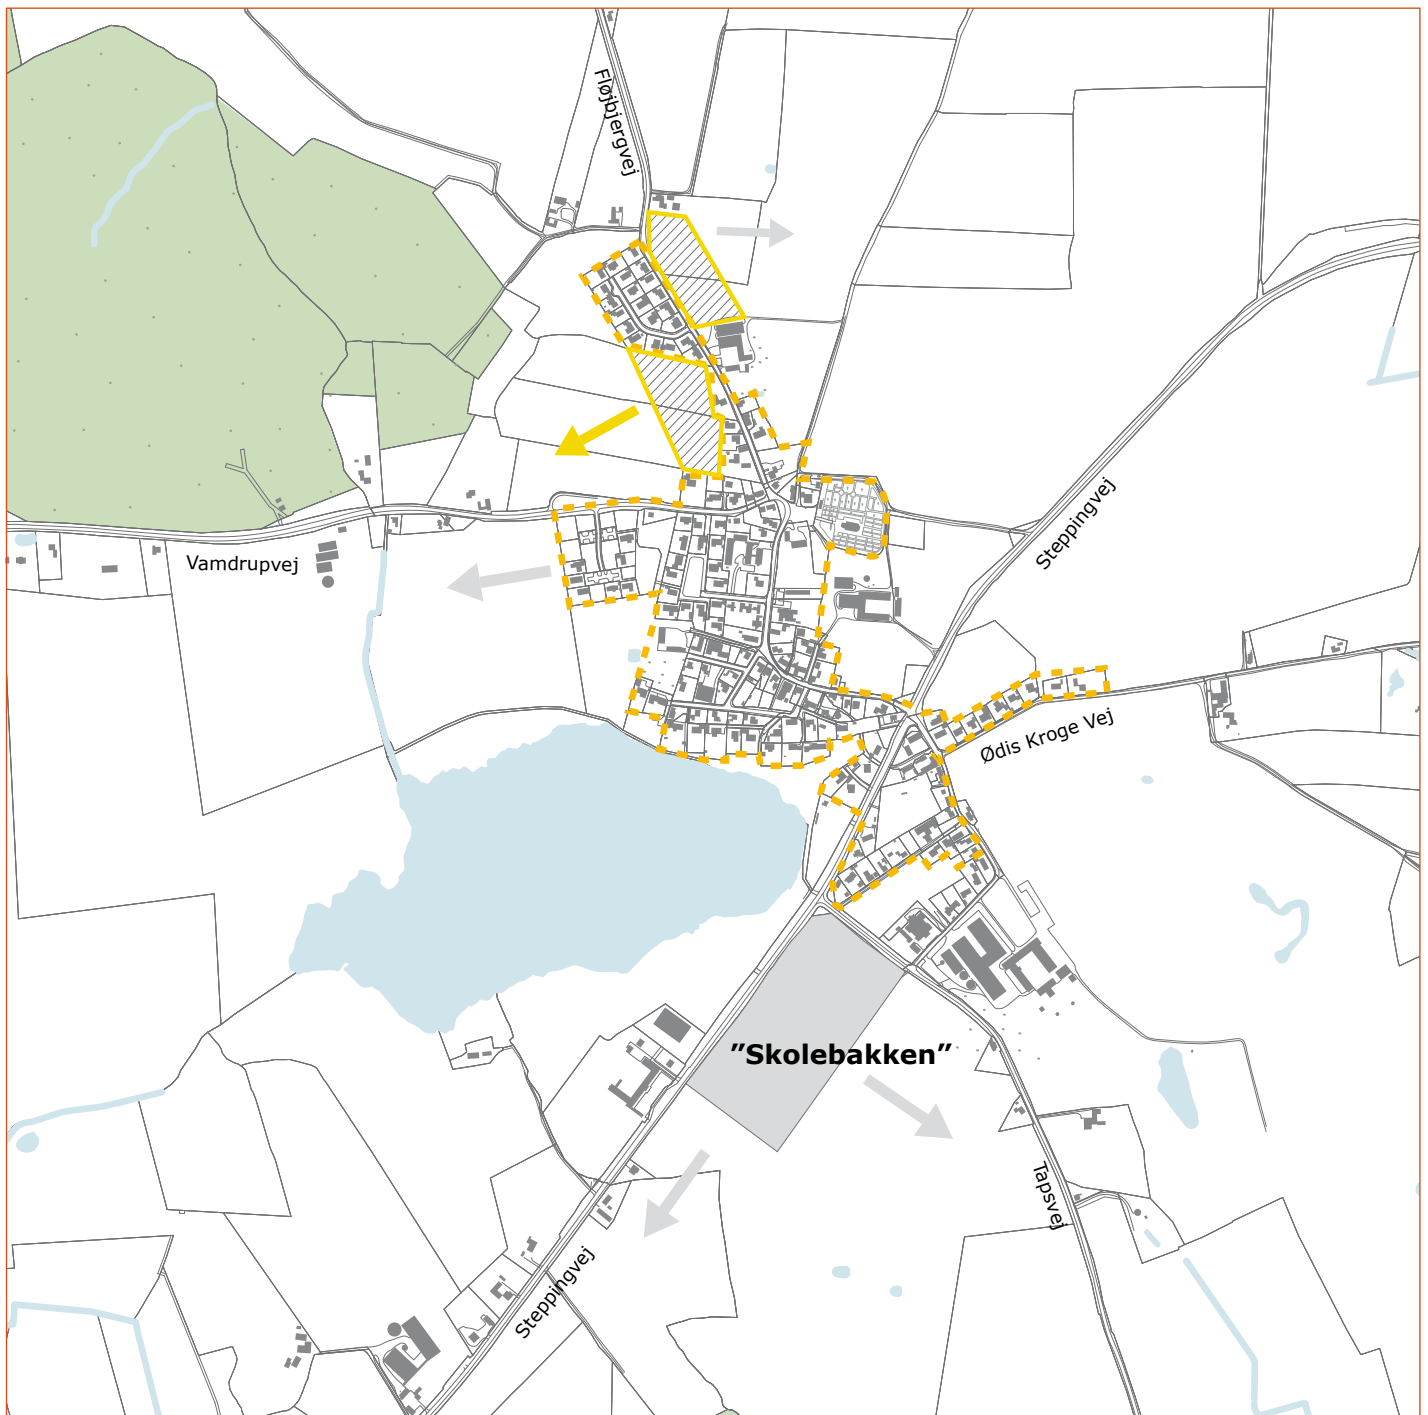 Fløjbjergvej
Steppingvej
Vamdrupvej
Ødis Kroge Vej
”Skolebakken”
Tapsvej
Steppingvej